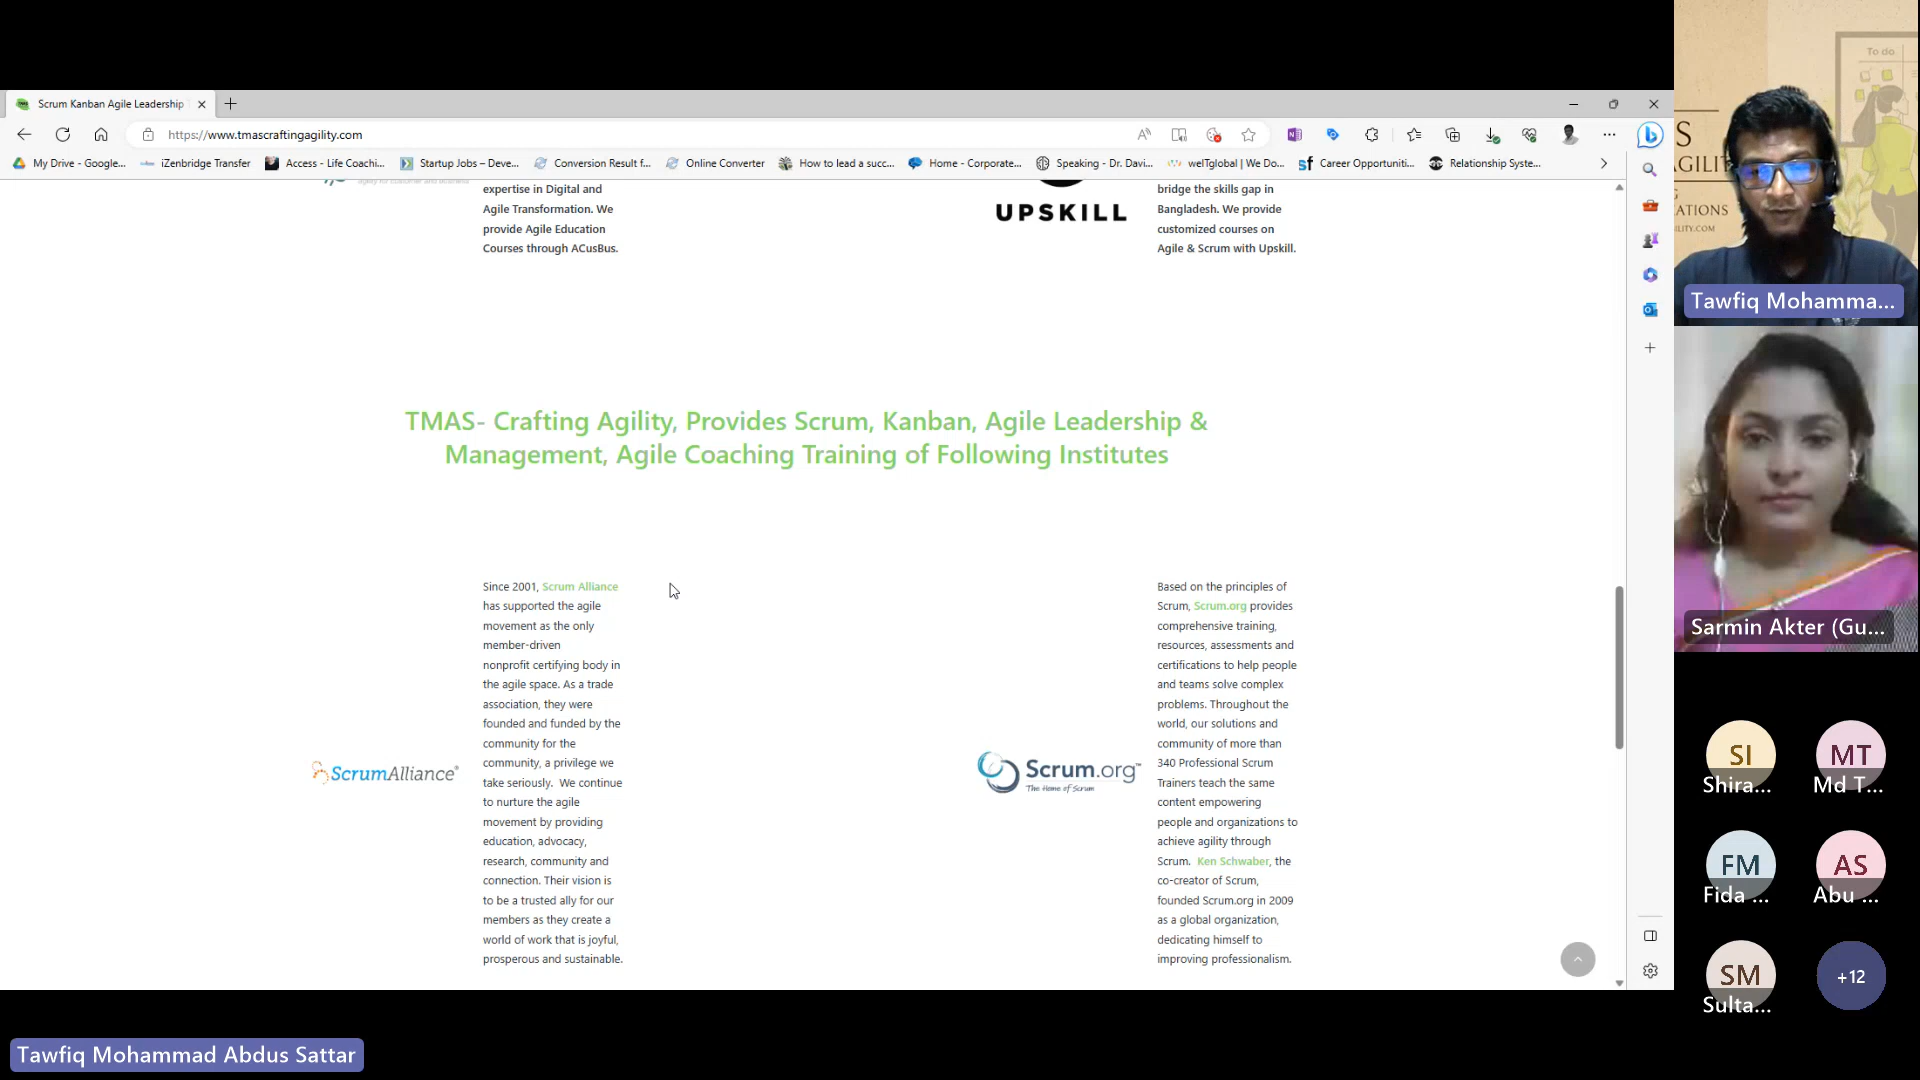 Scrum Kanban Agile Leadership
https://www.tmascraftingagility.com
My Drive - Google...
iZenbridge Transfer
Access - Life Coachi...
Startup Jobs – Deve...
Conversion Result f...
Online Converter
How to lead a succ...
Home - Corporate...
Speaking - Dr. Davi...
welTglobal | We Do...
Career Opportuniti...
Relationship Syste...
expertise in Digital and
Agile Transformation. We
provide Agile Education
Courses through ACusBus.
UPSKILL
bridge the skills gap in
Bangladesh. We provide
customized courses on
Agile & Scrum with Upskill.
TMAS- Crafting Agility, Provides Scrum, Kanban, Agile Leadership &
Management, Agile Coaching Training of Following Institutes
ScrumAlliance®
Since 2001, Scrum Alliance
has supported the agile
movement as the only
member-driven
nonprofit certifying body in
the agile space. As a trade
association, they were
founded and funded by the
community for the
community, a privilege we
take seriously.  We continue
to nurture the agile
movement by providing
education, advocacy,
research, community and
connection. Their vision is
to be a trusted ally for our
members as they create a
world of work that is joyful,
prosperous and sustainable.
Scrum.org™
The Home of Scrum
Based on the principles of
Scrum, Scrum.org provides
comprehensive training,
resources, assessments and
certifications to help people
and teams solve complex
problems. Throughout the
world, our solutions and
community of more than
340 Professional Scrum
Trainers teach the same
content empowering
people and organizations to
achieve agility through
Scrum.  Ken Schwaber, the
co-creator of Scrum,
founded Scrum.org in 2009
as a global organization,
dedicating himself to
improving professionalism.
To do
Tawfiq Mohamma...
Sarmin Akter (Gu...
SI
Shira...
MT
Md T...
FM
Fida ...
AS
Abu ...
SM
Sulta...
+12
Tawfiq Mohammad Abdus Sattar